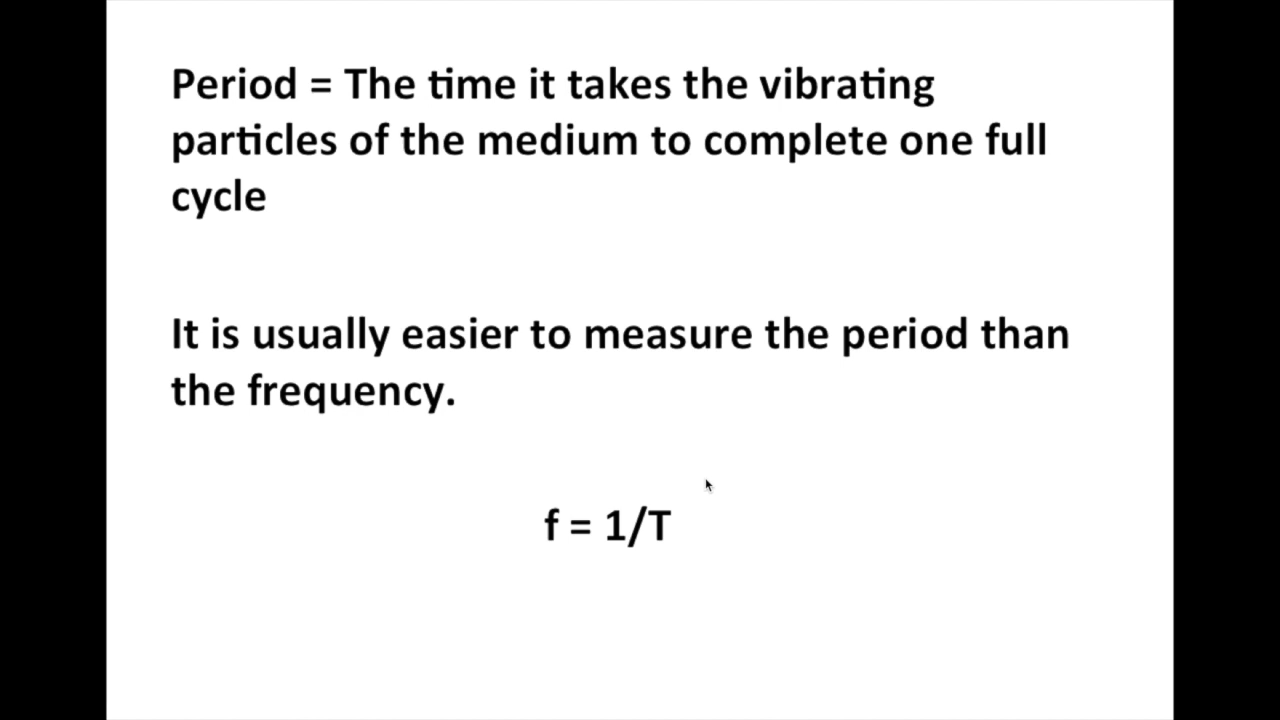 Period = The time it takes the vibrating
particles of the medium to complete one full
cycle
It is usually easier to measure the period than
the frequency.
f = 1/T